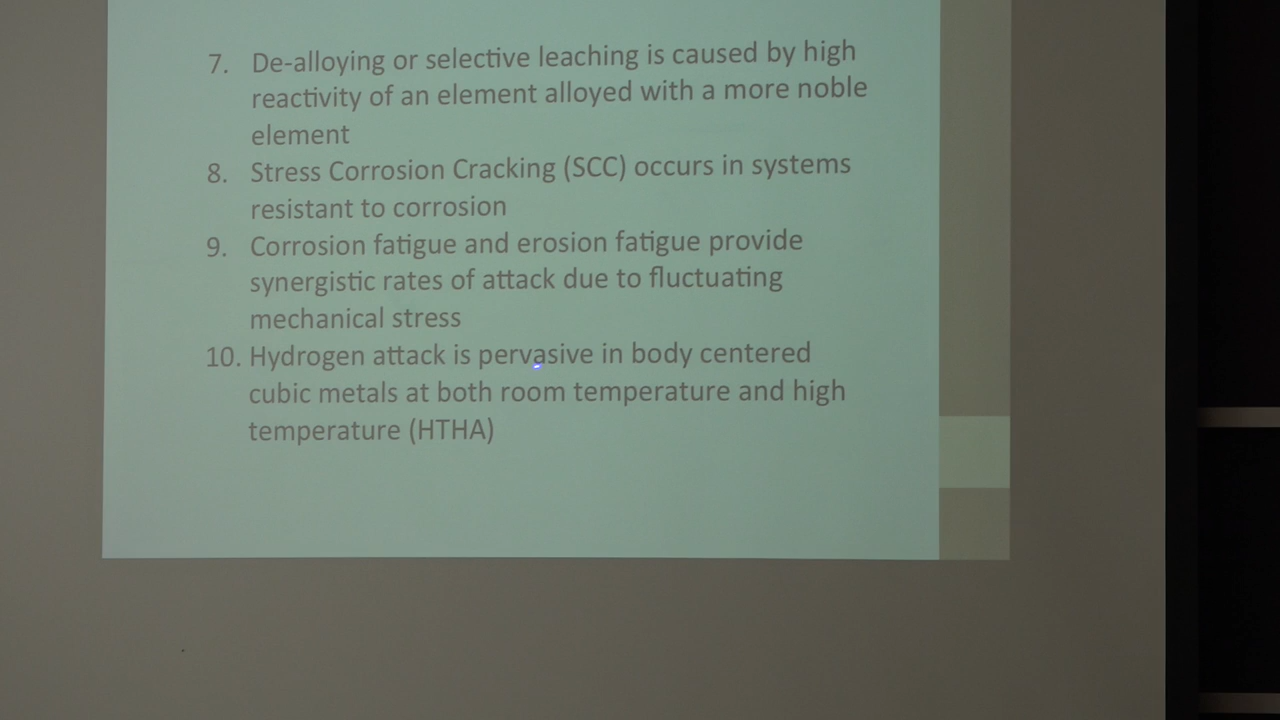 7. De-alloying or selective leaching is caused by high
reactivity of an element alloyed with a more noble
element
8. Stress Corrosion Cracking (SCC) occurs in systems
resistant to corrosion
9. Corrosion fatigue and erosion fatigue provide
synergistic rates of attack due to fluctuating
mechanical stress
10. Hydrogen attack is pervasive in body centered
cubic metals at both room temperature and high
temperature (HTHA)